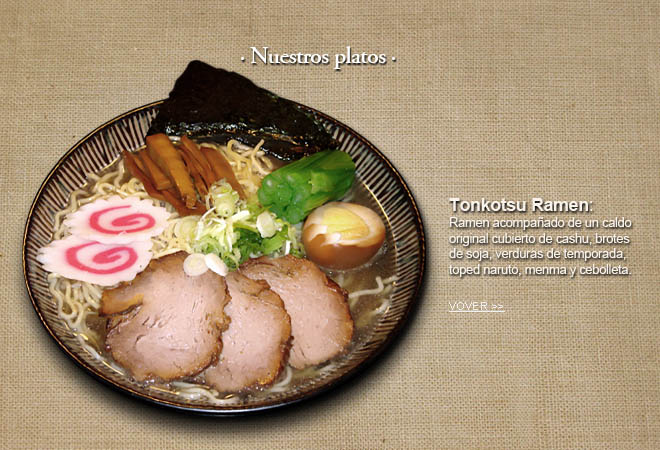 · Nuestros platos ·
Tonkotsu Ramen:
Ramen acompañado de un caldo
original cubierto de cashu, brotes
de soja, verduras de temporada,
toped naruto, menma y cebolleta.
VOVER >>